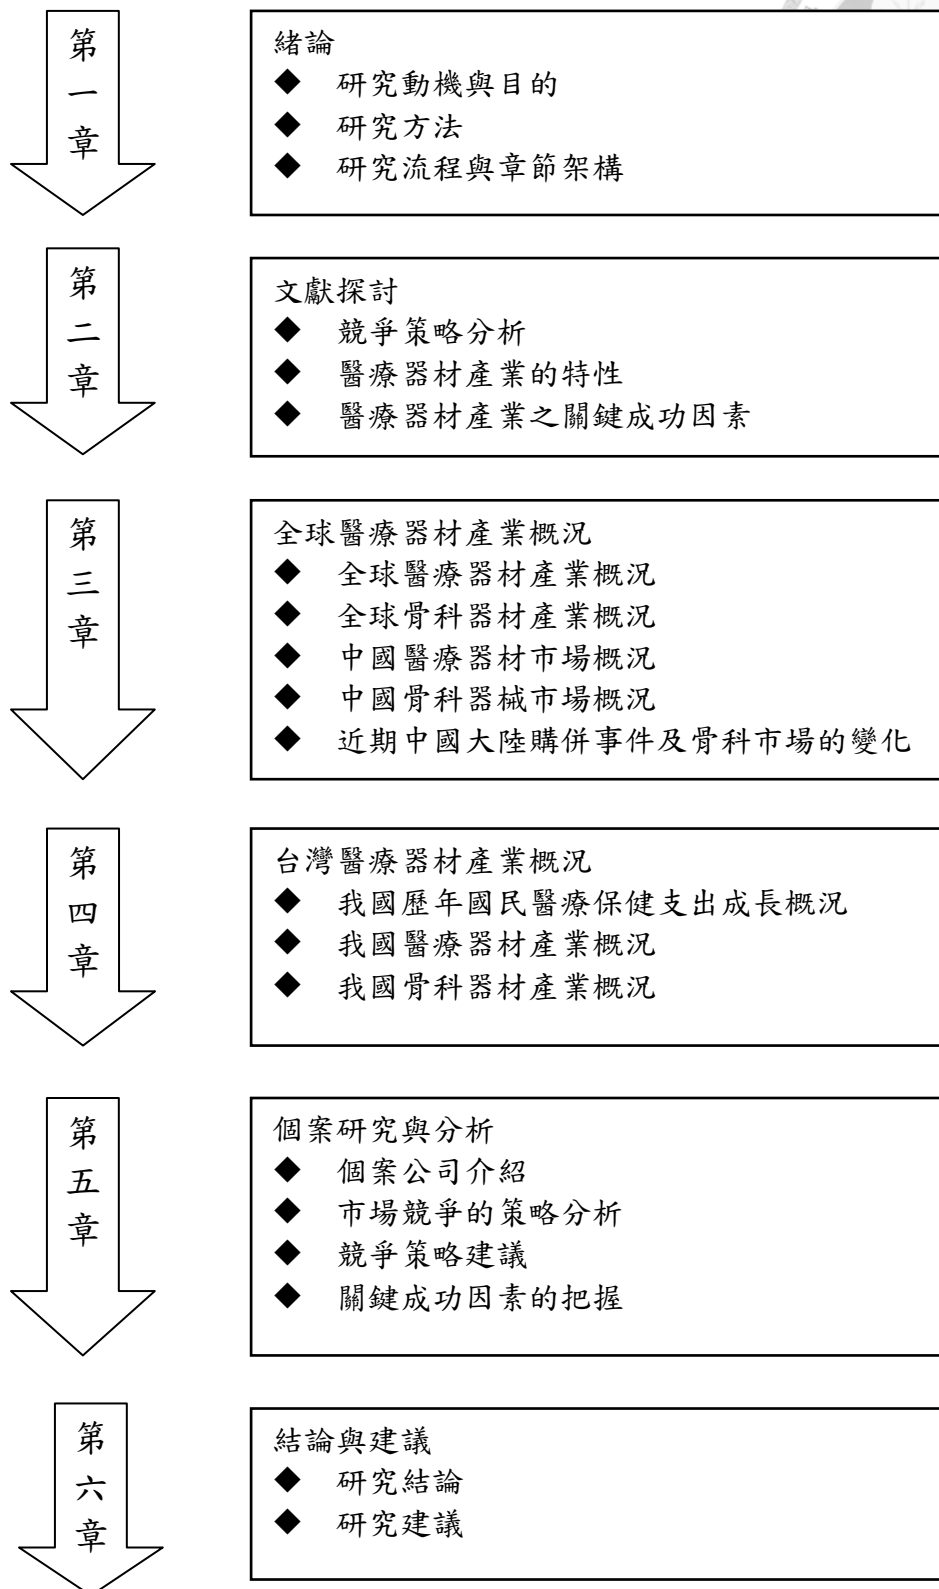 第一章
緒論
◆ 研究動機與目的
◆ 研究方法
◆ 研究流程與章節架構
第二章
文獻探討
◆ 競爭策略分析
◆ 醫療器材產業的特性
◆ 醫療器材產業之關鍵成功因素
第三章
全球醫療器材產業概況
◆ 全球醫療器材產業概況
◆ 全球骨科器材產業概況
◆ 中國醫療器材市場概況
◆ 中國骨科器械市場概況
◆ 近期中國大陸購併事件及骨科市場的變化
第四章
台灣醫療器材產業概況
◆ 我國歷年國民醫療保健支出成長概況
◆ 我國醫療器材產業概況
◆ 我國骨科器材產業概況
第五章
個案研究與分析
◆ 個案公司介紹
◆ 市場競爭的策略分析
◆ 競爭策略建議
◆ 關鍵成功因素的把握
第六章
結論與建議
◆ 研究結論
◆ 研究建議